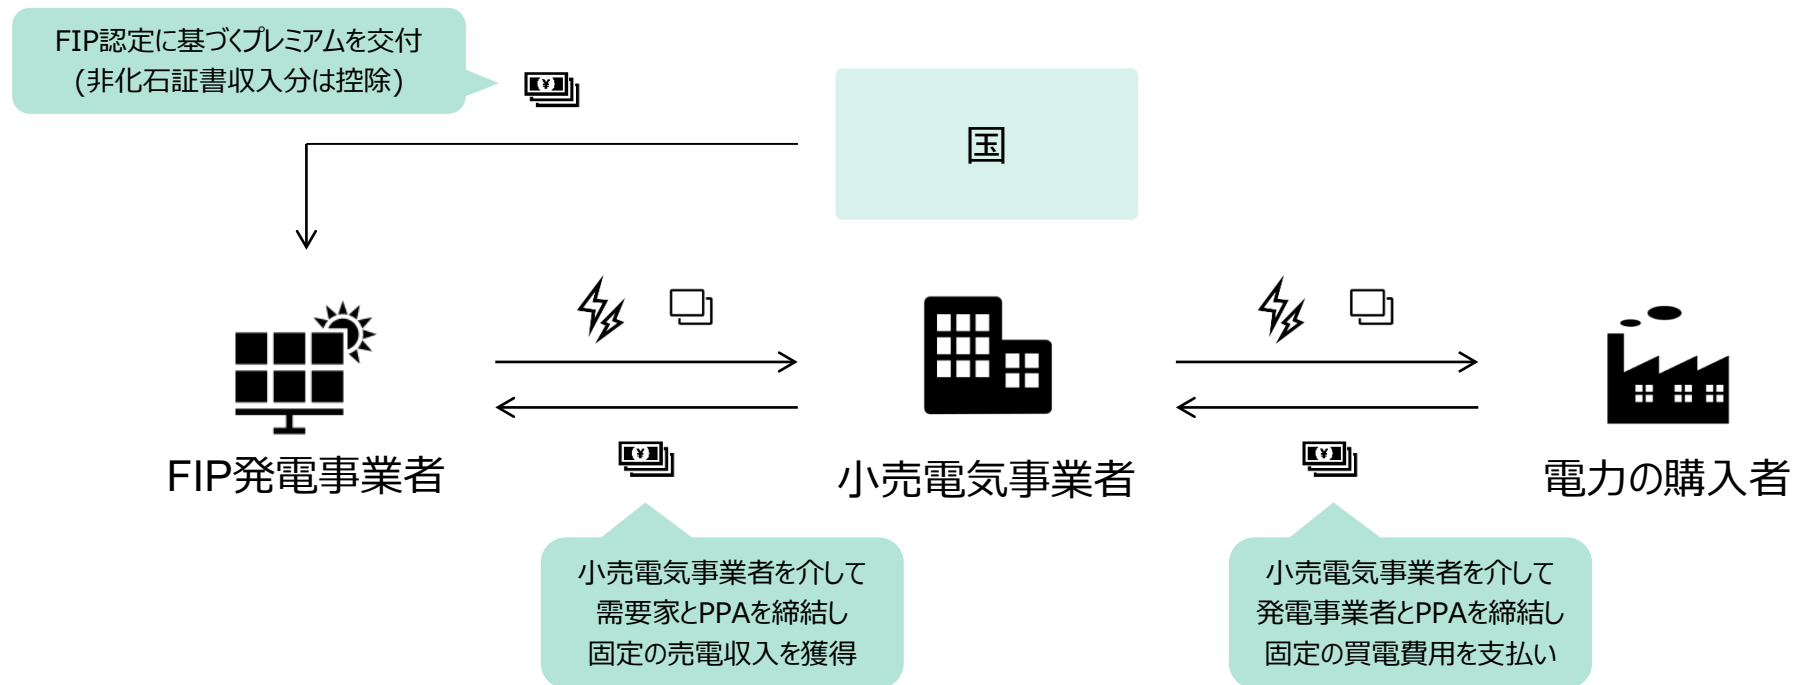 FIP認定に基づくプレミアムを交付
(非化石証書収入分は控除)
国
FIP発電事業者
小売電気事業者
電力の購入者
小売電気事業者を介して
需要家とPPAを締結し
固定の売電収入を獲得
小売電気事業者を介して
発電事業者とPPAを締結し
固定の買電費用を支払い